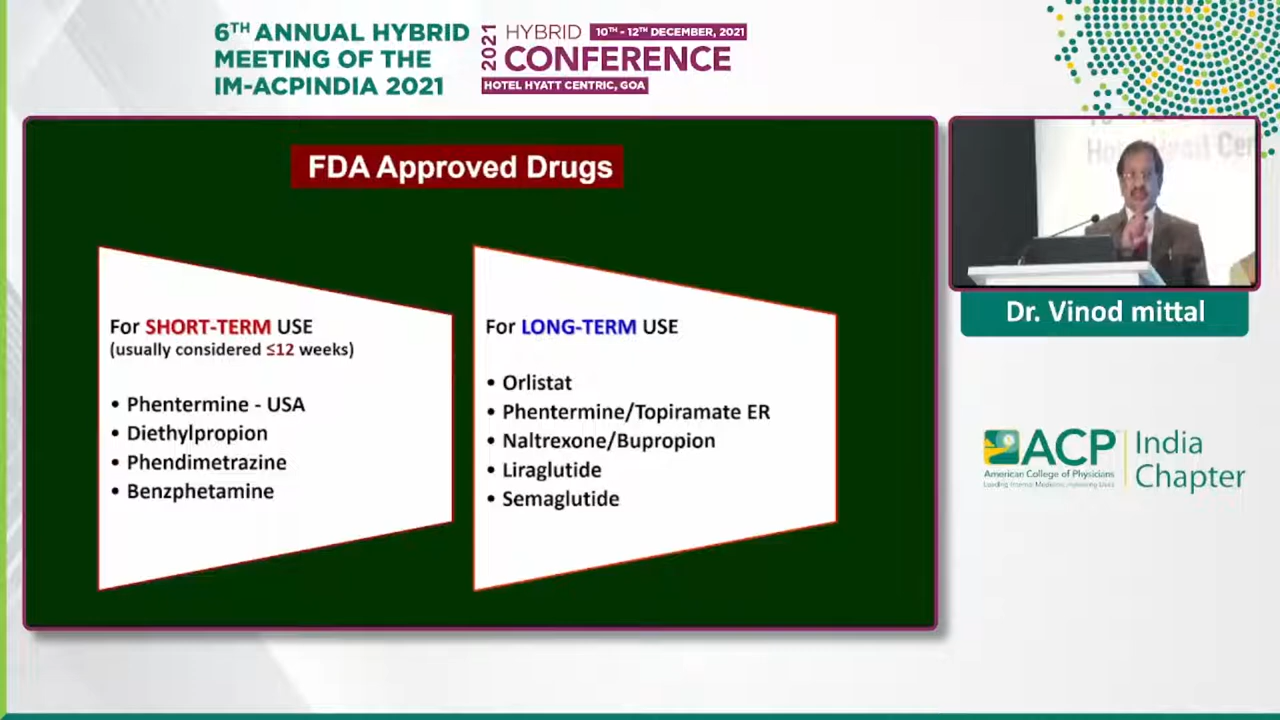 6TH ANNUAL HYBRID
MEETING OF THE
IM-ACPINDIA 2021
2021
HYBRID
10TH - 12TH DECEMBER, 2021
CONFERENCE
HOTEL HYATT CENTRIC, GOA
FDA Approved Drugs
For SHORT-TERM USE
(usually considered ≤12 weeks)
• Phentermine - USA
• Diethylpropion
• Phendimetrazine
• Benzphetamine
For LONG-TERM USE
• Orlistat
• Phentermine/Topiramate ER
• Naltrexone/Bupropion
• Liraglutide
• Semaglutide
Dr. Vinod mittal
ACP
American College of Physicians
India
Chapter